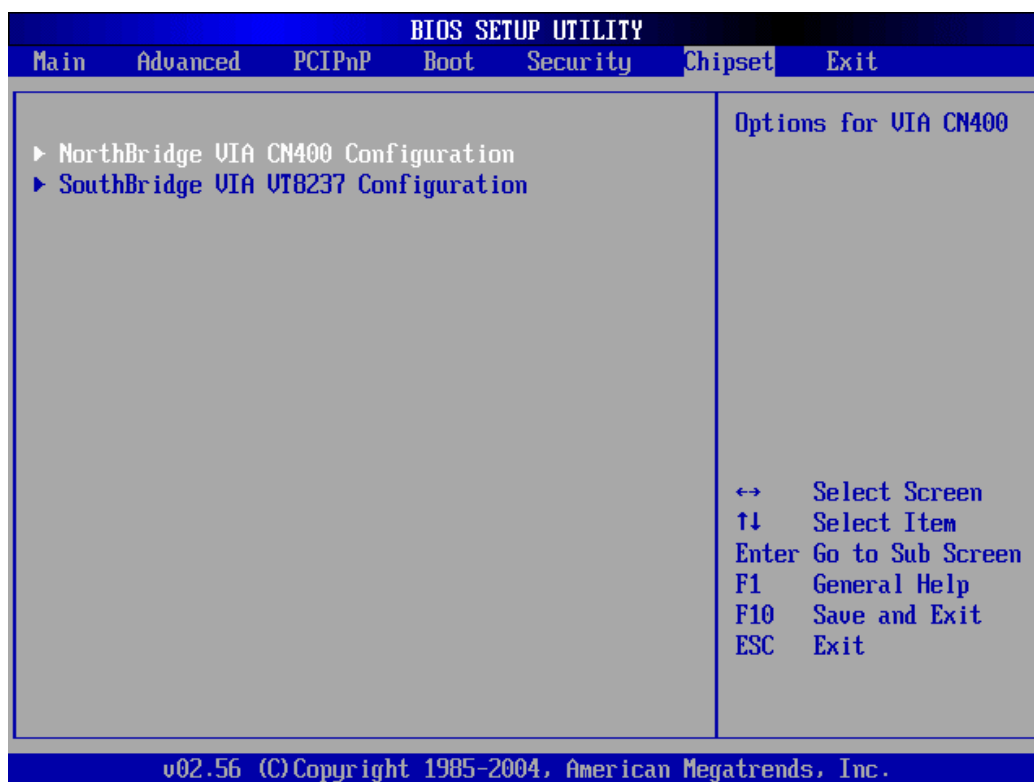 BIOS SETUP UTILITY
Main Advanced PCIPnP Boot Security Chipset Exit
▶ NorthBridge VIA CN400 Configuration
▶ SouthBridge VIA VT8237 Configuration
Options for VIA CN400
↔ Select Screen
↑↓ Select Item
Enter Go to Sub Screen
F1 General Help
F10 Save and Exit
ESC Exit
v02.56 (C)Copyright 1985-2004, American Megatrends, Inc.